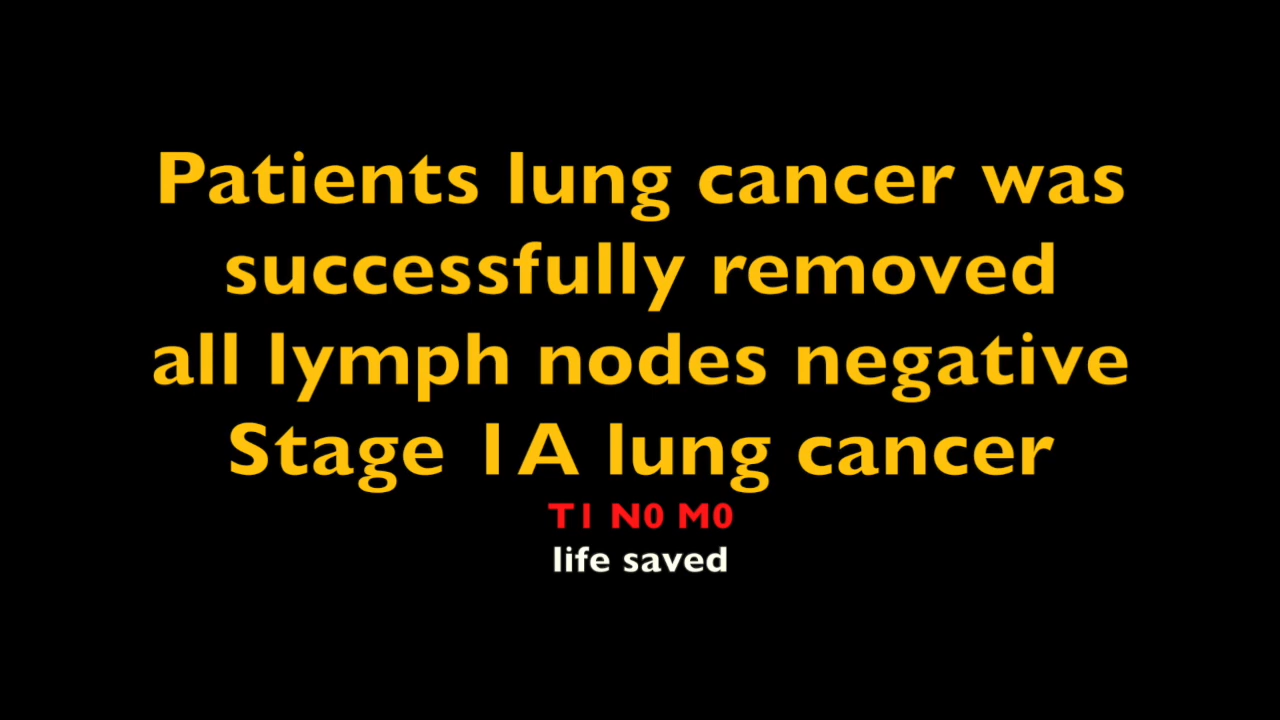 Patients lung cancer was
successfully removed
all lymph nodes negative
Stage 1A lung cancer
T1 N0 M0
life saved